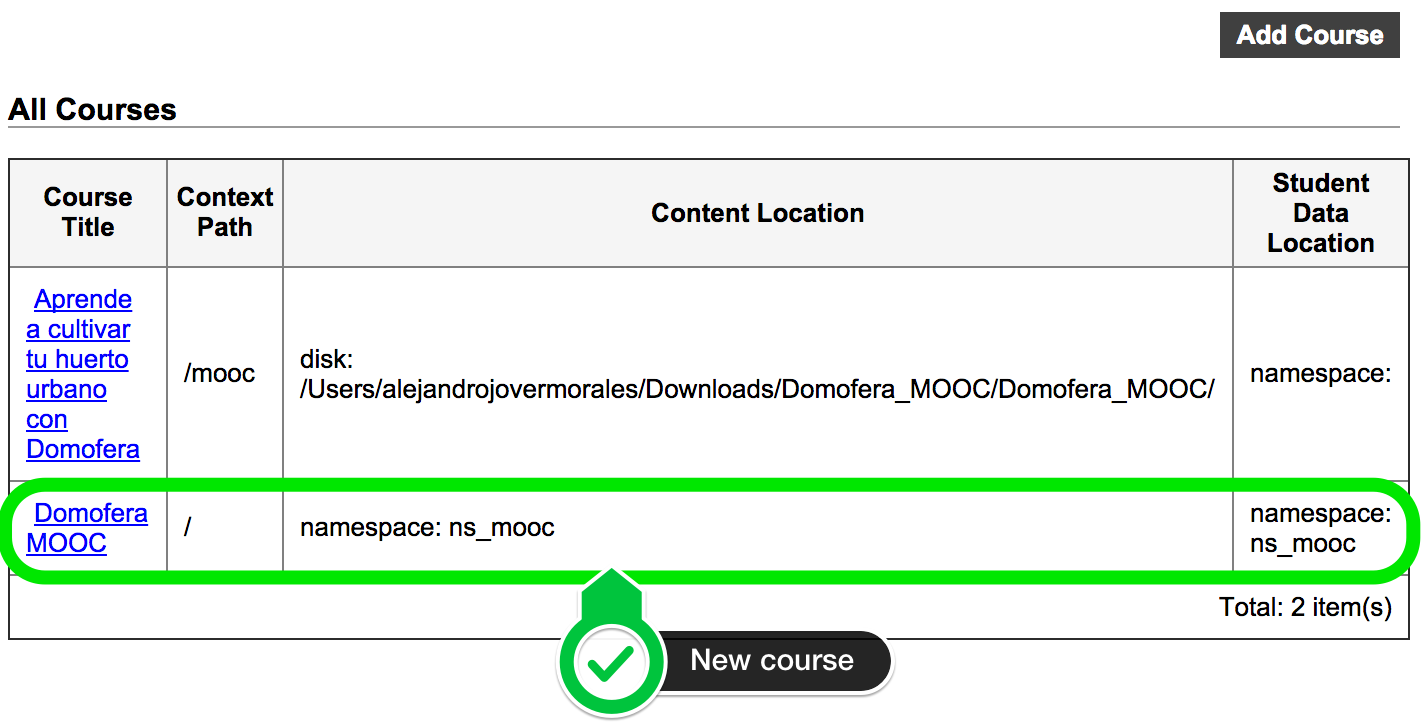 Add Course
All Courses
Course
Title
Context
Path
Content Location
Student
Data
Location
Aprende
a cultivar
tu huerto
urbano
con
Domofera
/mooc
disk:
/Users/alejandrojovermorales/Downloads/Domofera_MOOC/Domofera_MOOC/
namespace:
Domofera
MOOC
/
namespace: ns_mooc
namespace:
ns_mooc
Total: 2 item(s)
New course